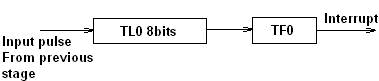 Interrupt
TL0 8bits
TF0
Input pulse
From previous
stage